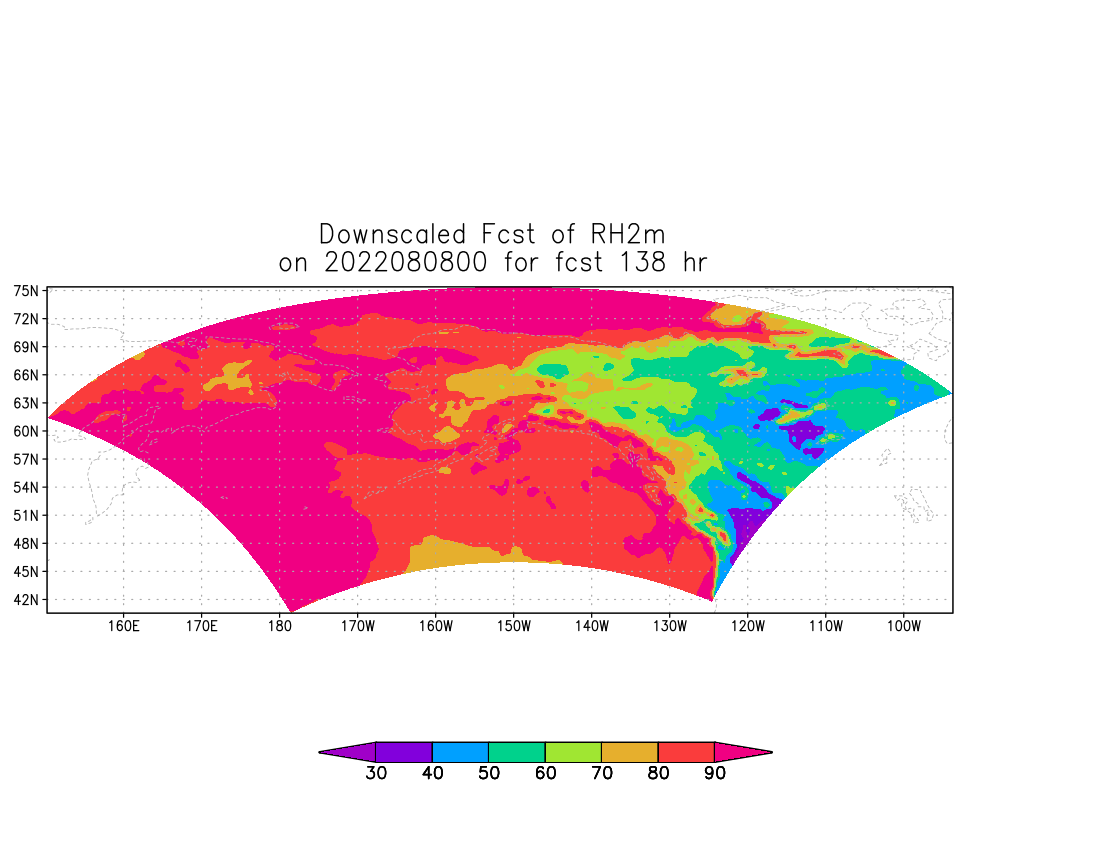 Downscaled Fcst of RH2m
on 2022080800 for fcst 138 hr
75N
72N
69N
66N
63N
60N
57N
54N
51N
48N
45N
42N
160E 170E 180 170W 160W 150W 140W 130W 120W 110W 100W
30 40 50 60 70 80 90